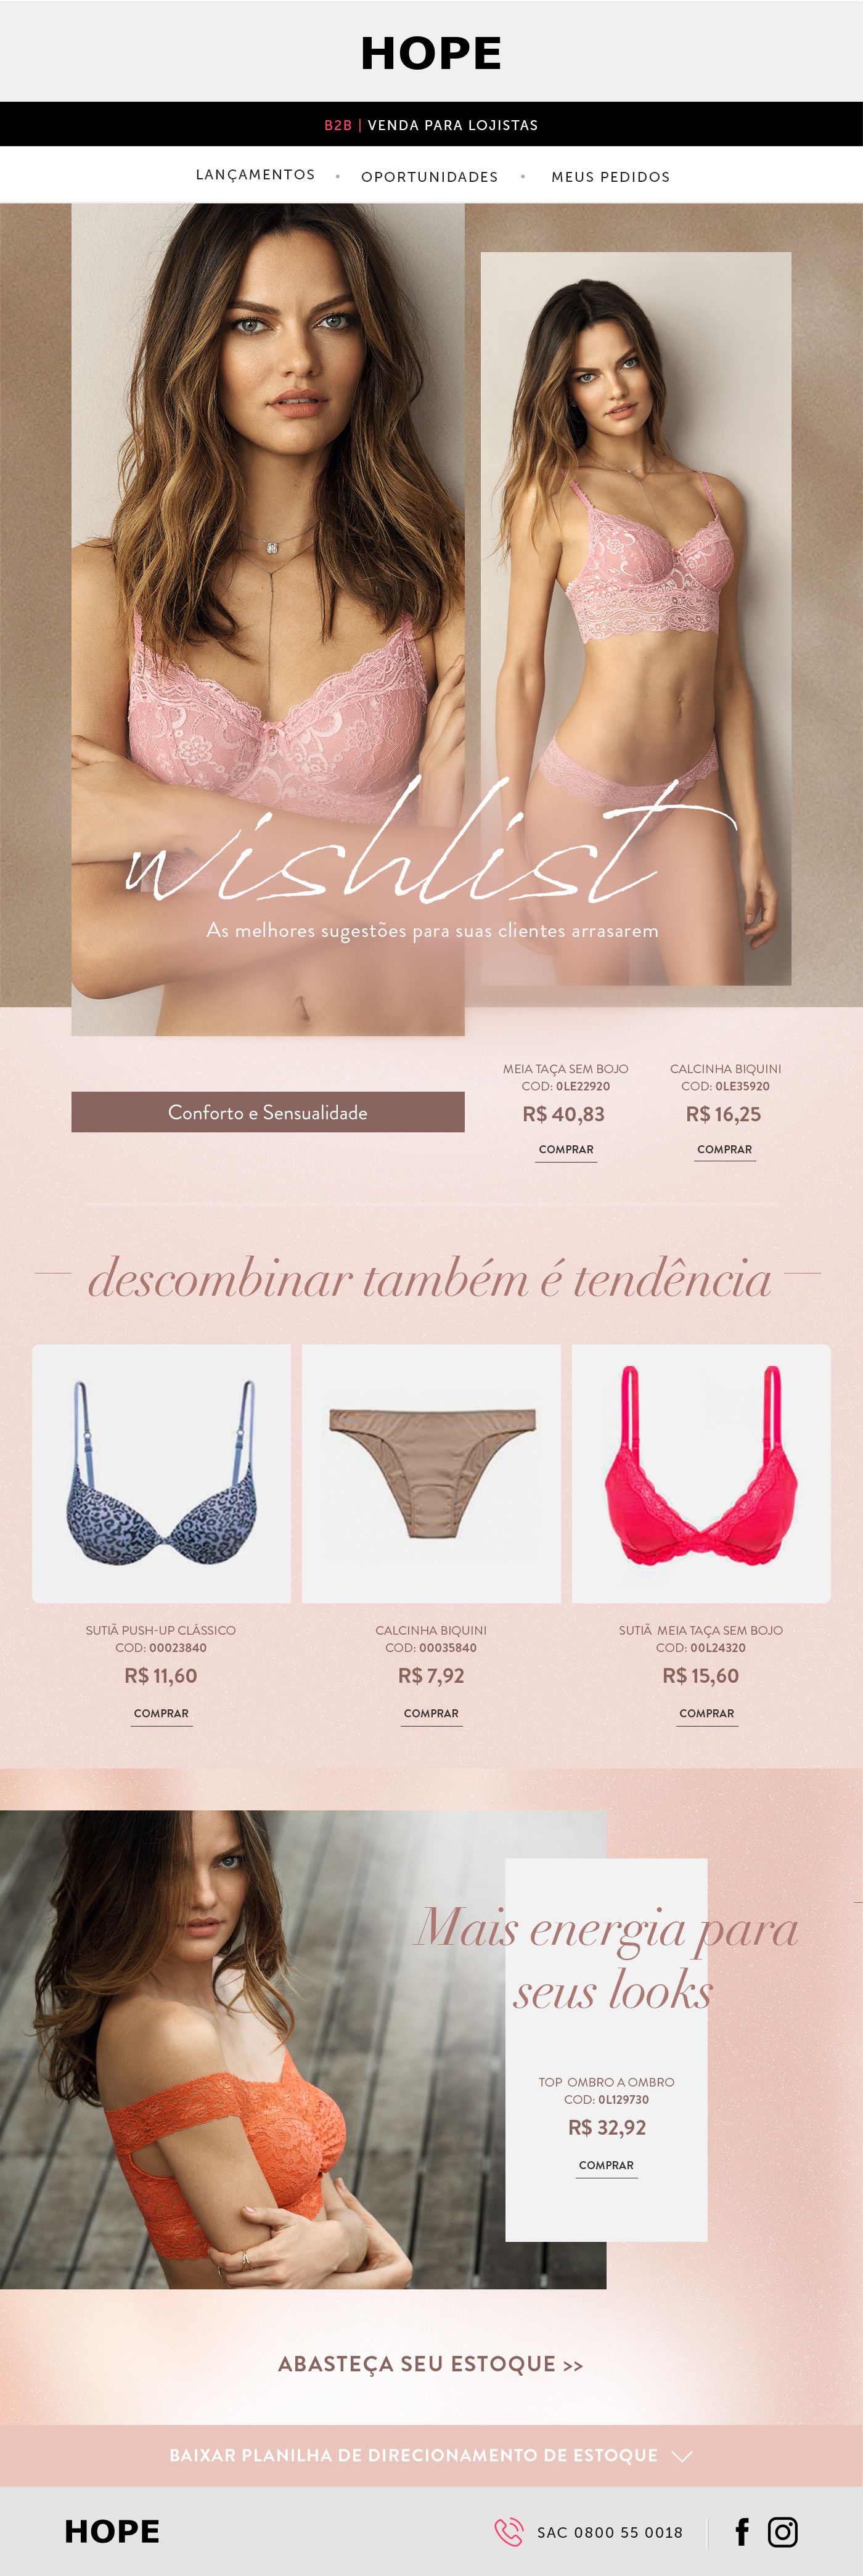 HOPE
B2B | VENDA PARA LOJISTAS
LANÇAMENTOS • OPORTUNIDADES • MEUS PEDIDOS
wishlist
As melhores sugestões para suas clientes arrasarem
Conforto e Sensualidade
MEIA TAÇA SEM BOJO
COD: 0LE22920
R$ 40,83
COMPRAR
CALCINHA BIQUINI
COD: 0LE35920
R$ 16,25
COMPRAR
descombinar também é tendência
SUTIÃ PUSH-UP CLÁSSICO
COD: 00023840
R$ 11,60
COMPRAR
CALCINHA BIQUINI
COD: 00035840
R$ 7,92
COMPRAR
SUTIÃ MEIA TAÇA SEM BOJO
COD: 00L24320
R$ 15,60
COMPRAR
Mais energia para
seus looks
TOP OMBRO A OMBRO
COD: 0L129730
R$ 32,92
COMPRAR
ABASTEÇA SEU ESTOQUE >>
BAIXAR PLANILHA DE DIRECIONAMENTO DE ESTOQUE
HOPE
SAC 0800 55 0018